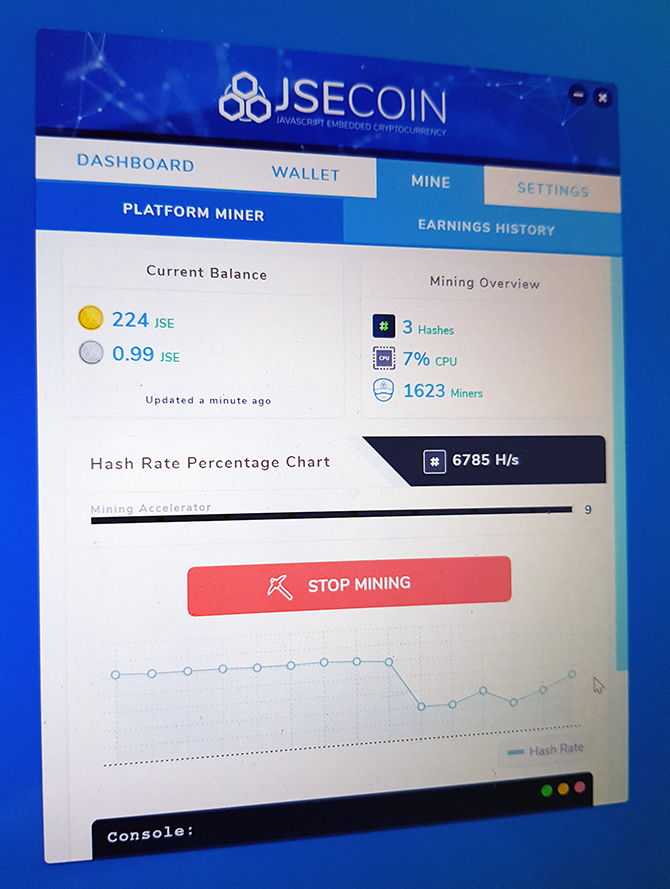 JSECOIN
JAVASCRIPT EMBEDDED CRYPTOCURRENCY
DASHBOARD
WALLET
MINE
SETTINGS
PLATFORM MINER
EARNINGS HISTORY
Current Balance
224 JSE
0.99 JSE
Updated a minute ago
Mining Overview
# 3 Hashes
CPU 7% CPU
1623 Miners
Hash Rate Percentage Chart
# 6785 H/s
Mining Accelerator
9
STOP MINING
Hash Rate
Console: